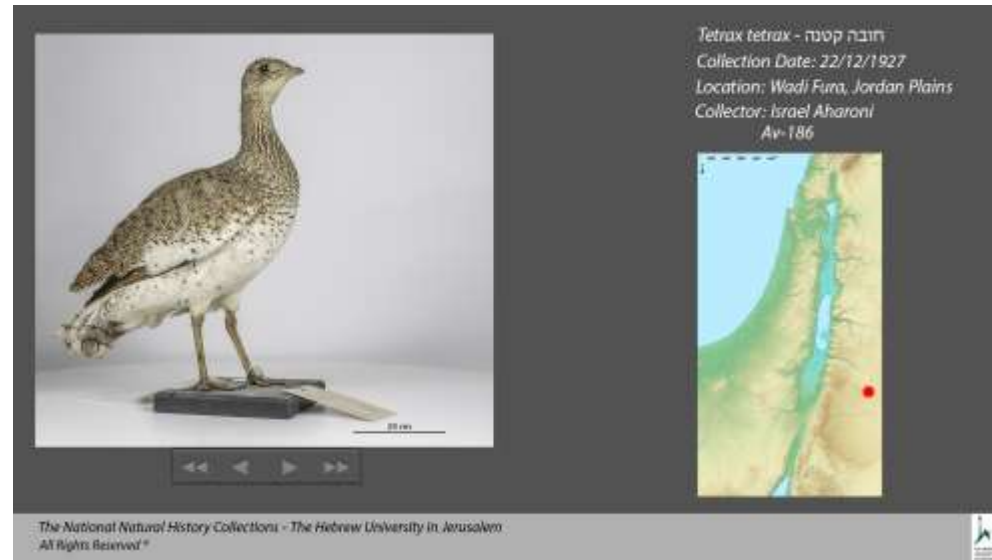 Tetrax tetrax - חובה קטנה
Collection Date: 22/12/1927
Location: Wadi Fura, Jordan Plains
Collector: Israel Aharoni
Av-186
The National Natural History Collections - The Hebrew University in Jerusalem
All Rights Reserved ®